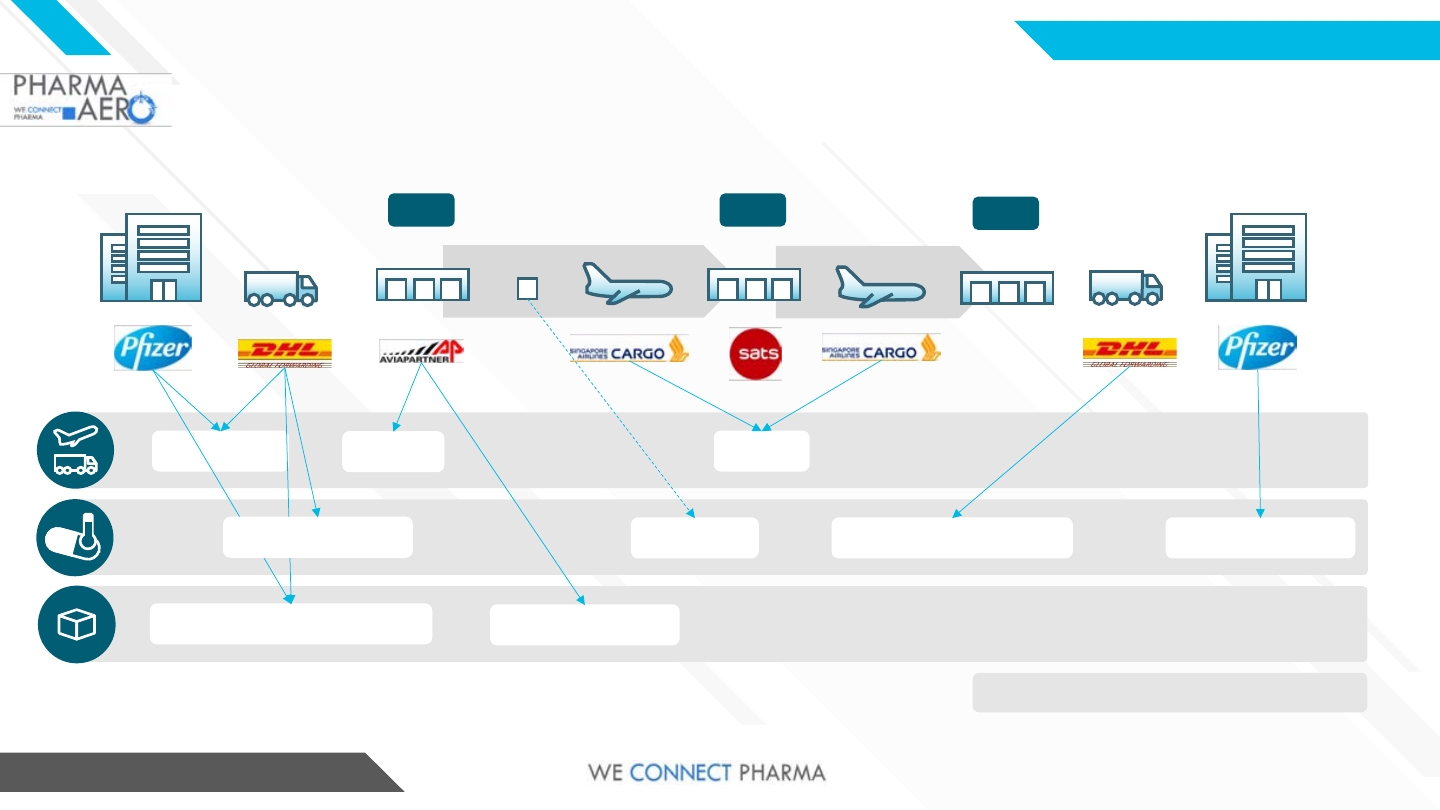 PHARMA
WE CONNECT
PHARMA
AERO
Pfizer
DHL
GLOBAL FORWARDING
AVIAPARTNER AP
SINGAPORE
AIRLINES CARGO
sats
SINGAPORE
AIRLINES CARGO
DHL
GLOBAL FORWARDING
Pfizer
WE CONNECT PHARMA